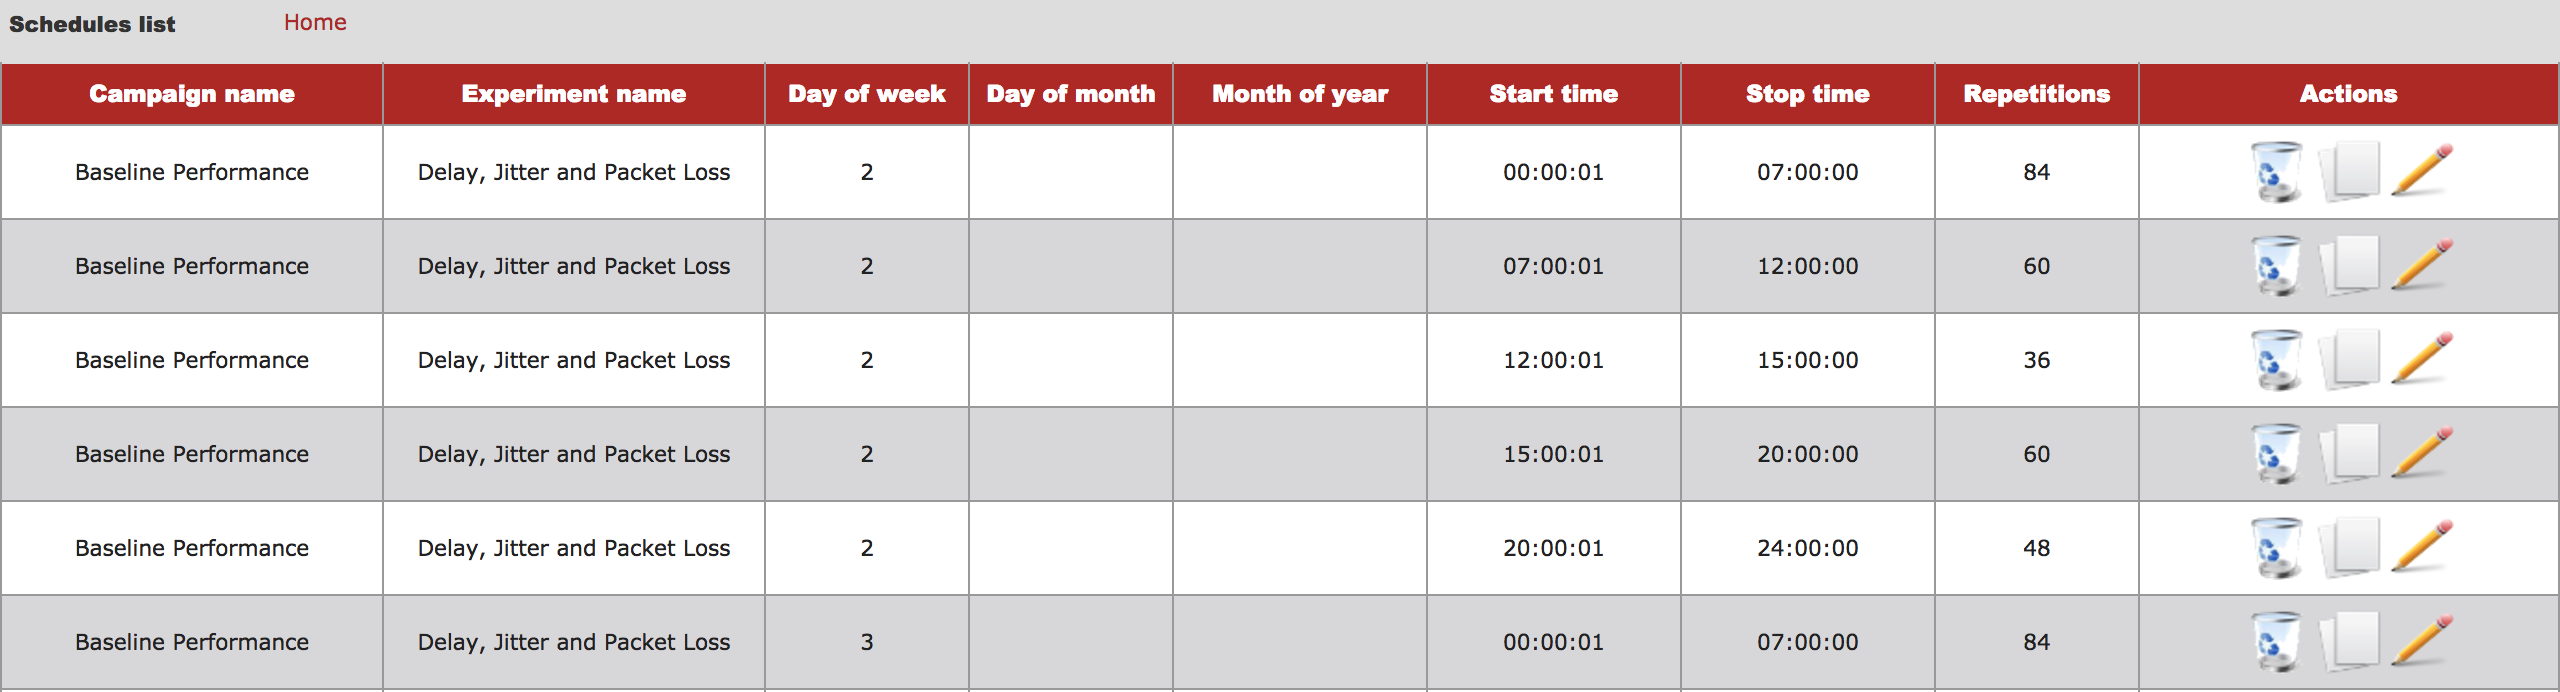 Schedules list Home
Campaign name Experiment name Day of week Day of month Month of year Start time Stop time Repetitions Actions
Baseline Performance Delay, Jitter and Packet Loss 2 00:00:01 07:00:00 84
Baseline Performance Delay, Jitter and Packet Loss 2 07:00:01 12:00:00 60
Baseline Performance Delay, Jitter and Packet Loss 2 12:00:01 15:00:00 36
Baseline Performance Delay, Jitter and Packet Loss 2 15:00:01 20:00:00 60
Baseline Performance Delay, Jitter and Packet Loss 2 20:00:01 24:00:00 48
Baseline Performance Delay, Jitter and Packet Loss 3 00:00:01 07:00:00 84